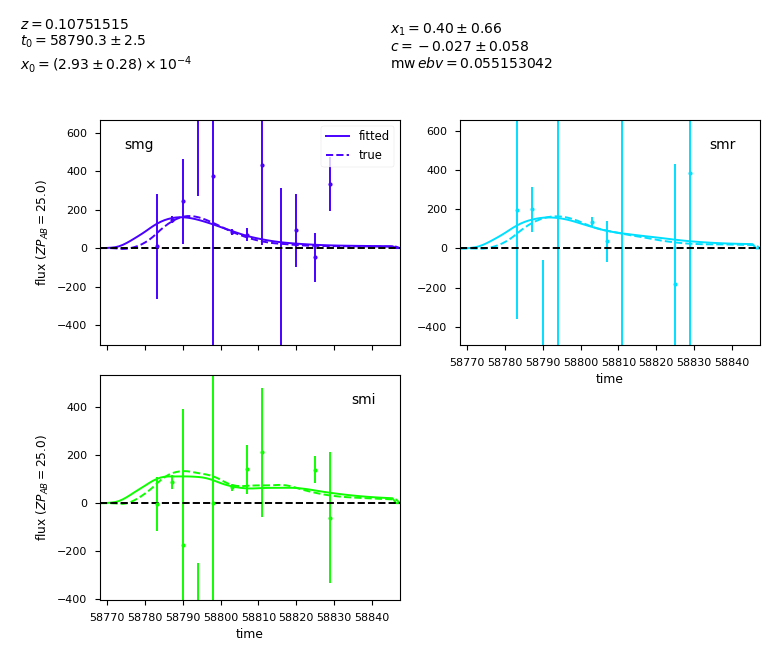 z = 0.10751515
t₀ = 58790.3 ± 2.5
x₀ = (2.93 ± 0.28) × 10⁻⁴
x₁ = 0.40 ± 0.66
c = −0.027 ± 0.058
mw ebv = 0.055153042
smg
fitted
true
600
400
200
0
−200
−400
flux (ZP_AB = 25.0)
smr
600
400
200
0
−200
−400
58770 58780 58790 58800 58810 58820 58830 58840
time
smi
400
200
0
−200
−400
flux (ZP_AB = 25.0)
58770 58780 58790 58800 58810 58820 58830 58840
time